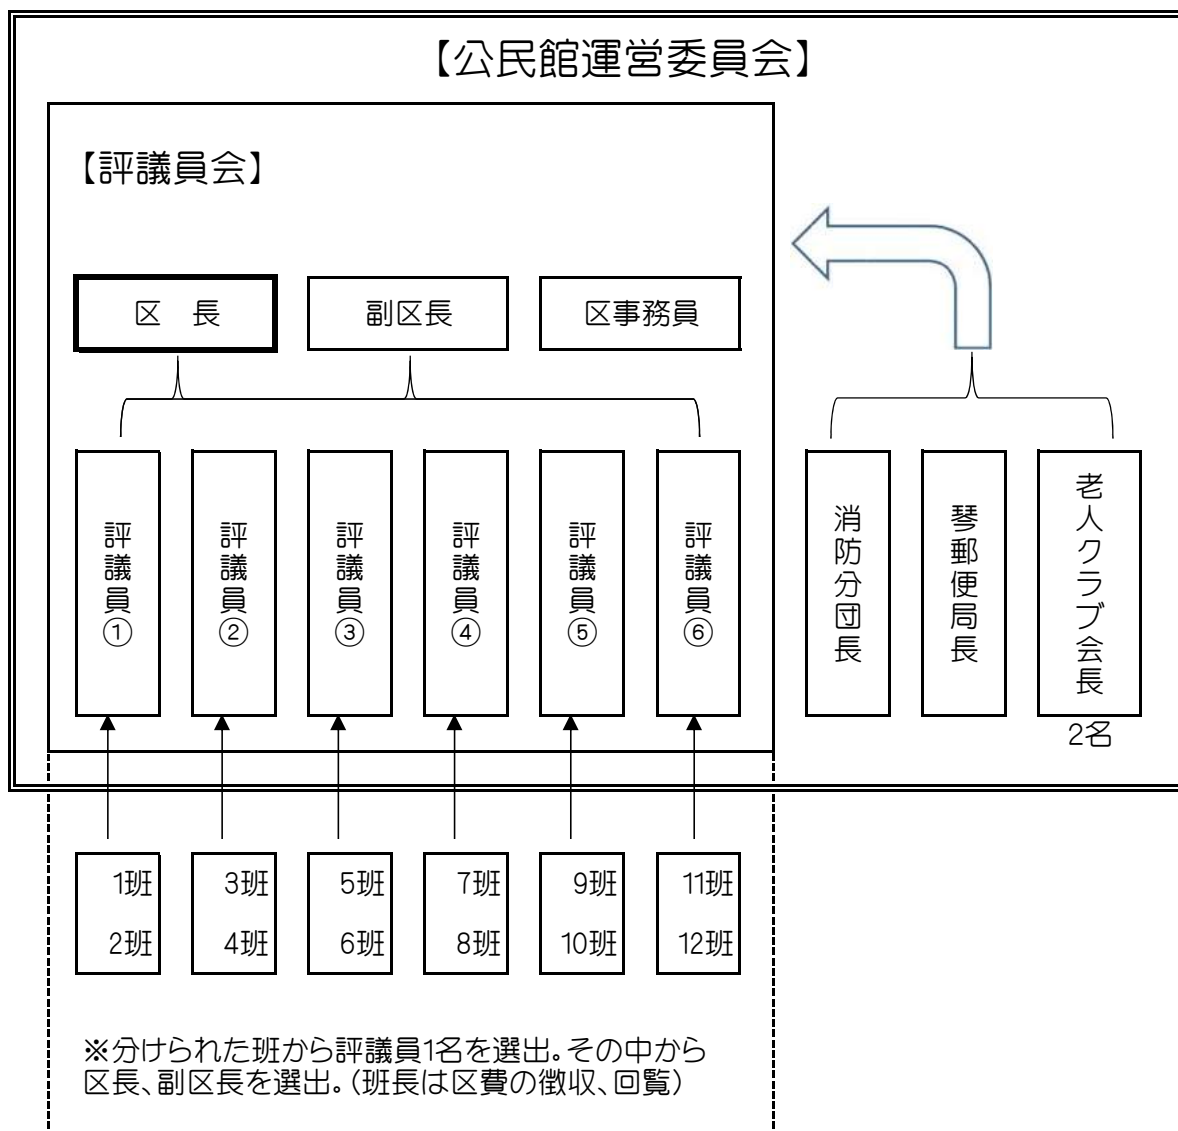 【公民館運営委員会】
【評議員会】
区　長
副区長
区事務員
評議員①
評議員②
評議員③
評議員④
評議員⑤
評議員⑥
消防分団長
琴郵便局長
老人クラブ会長
2名
1班
2班
3班
4班
5班
6班
7班
8班
9班
10班
11班
12班
※分けられた班から評議員1名を選出。その中から
区長、副区長を選出。(班長は区費の徴収、回覧)